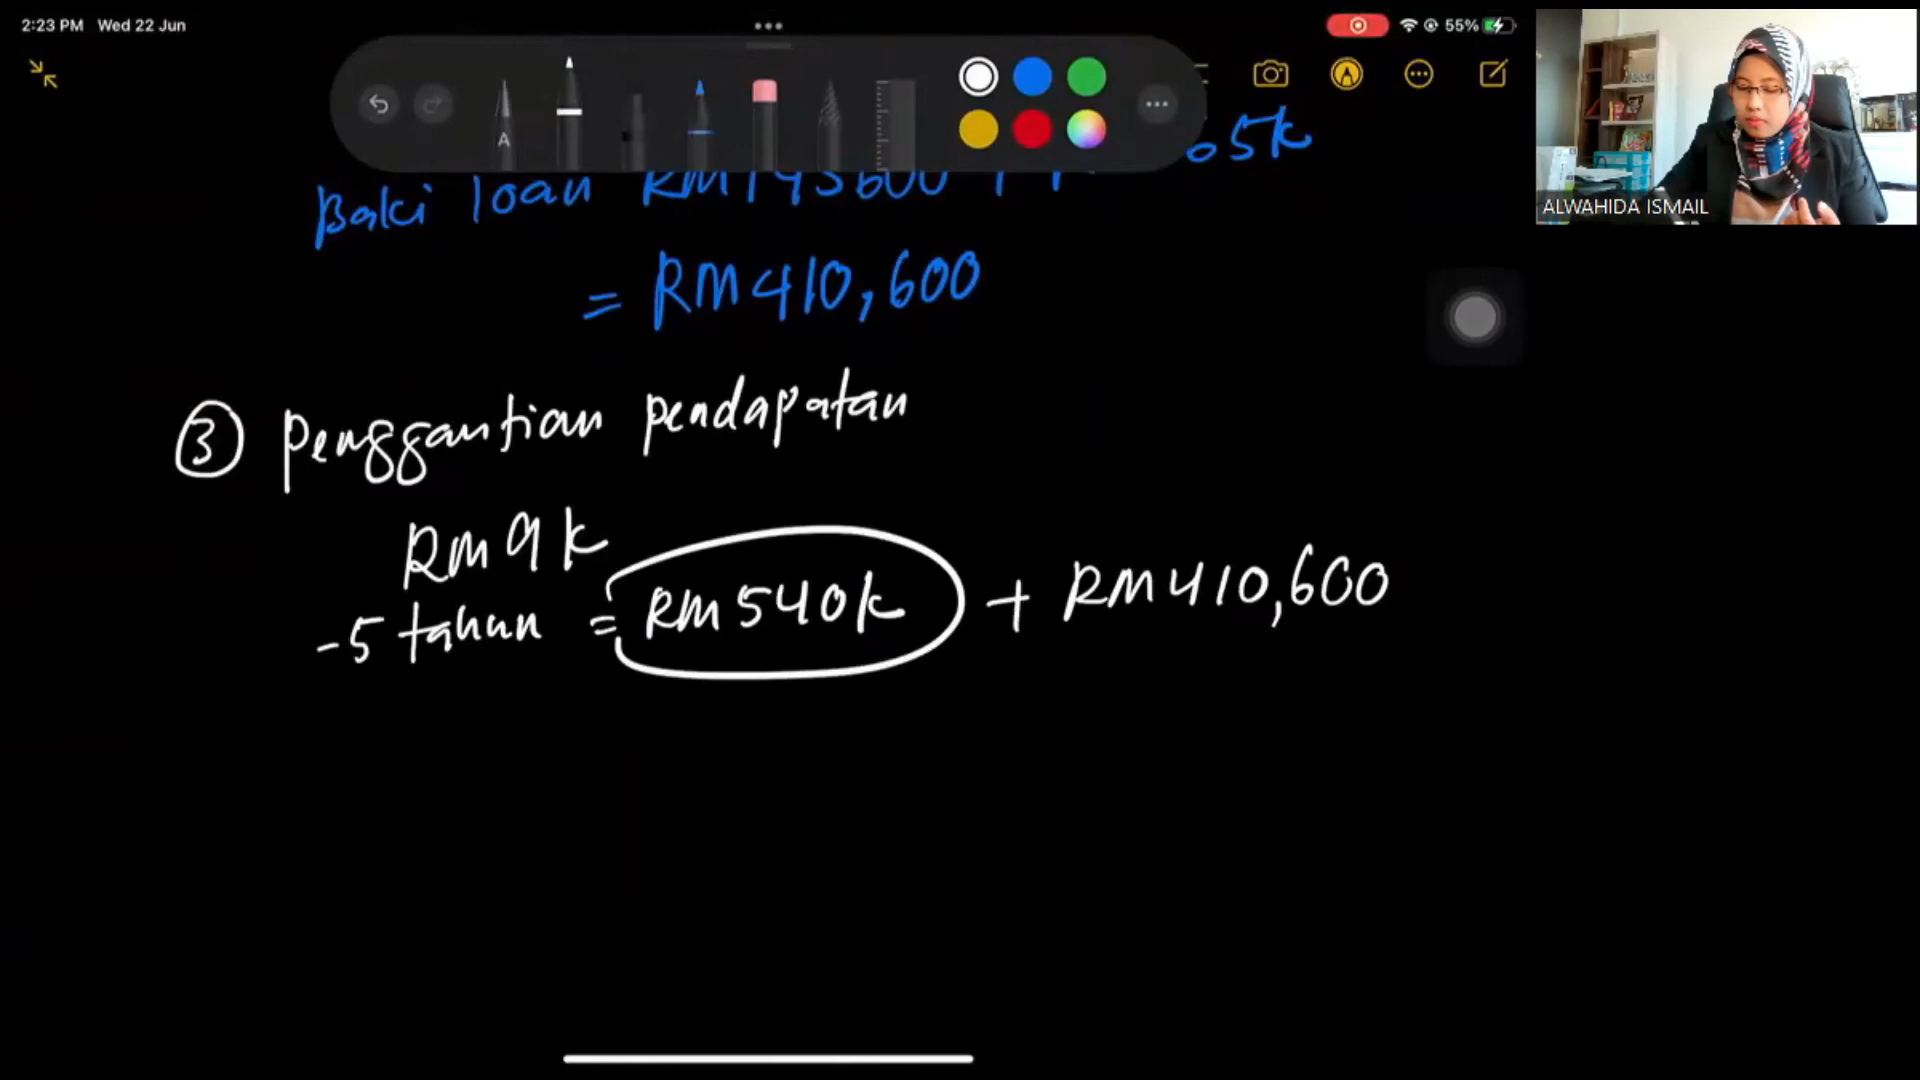 2:23 PM Wed 22 Jun
55%
A
ALWAHIDA ISMAIL
05k
Baki loan
= RM410,600
③ Penggantian pendapatan
RM9k
-5 tahun = RM540k + RM410,600